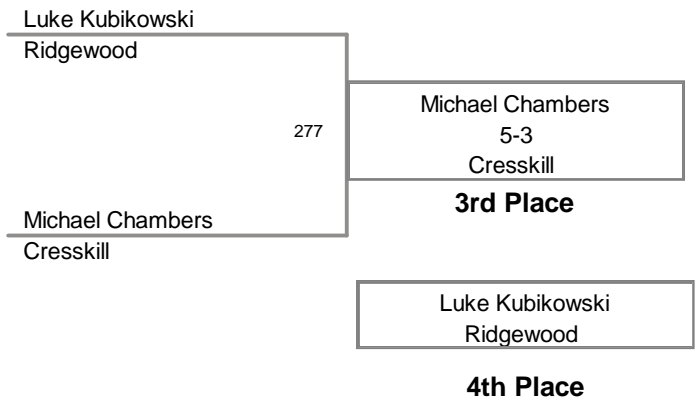 Luke Kubikowski
Ridgewood
277
Michael Chambers
5-3
Cresskill
3rd Place
Michael Chambers
Cresskill
Luke Kubikowski
Ridgewood
4th Place